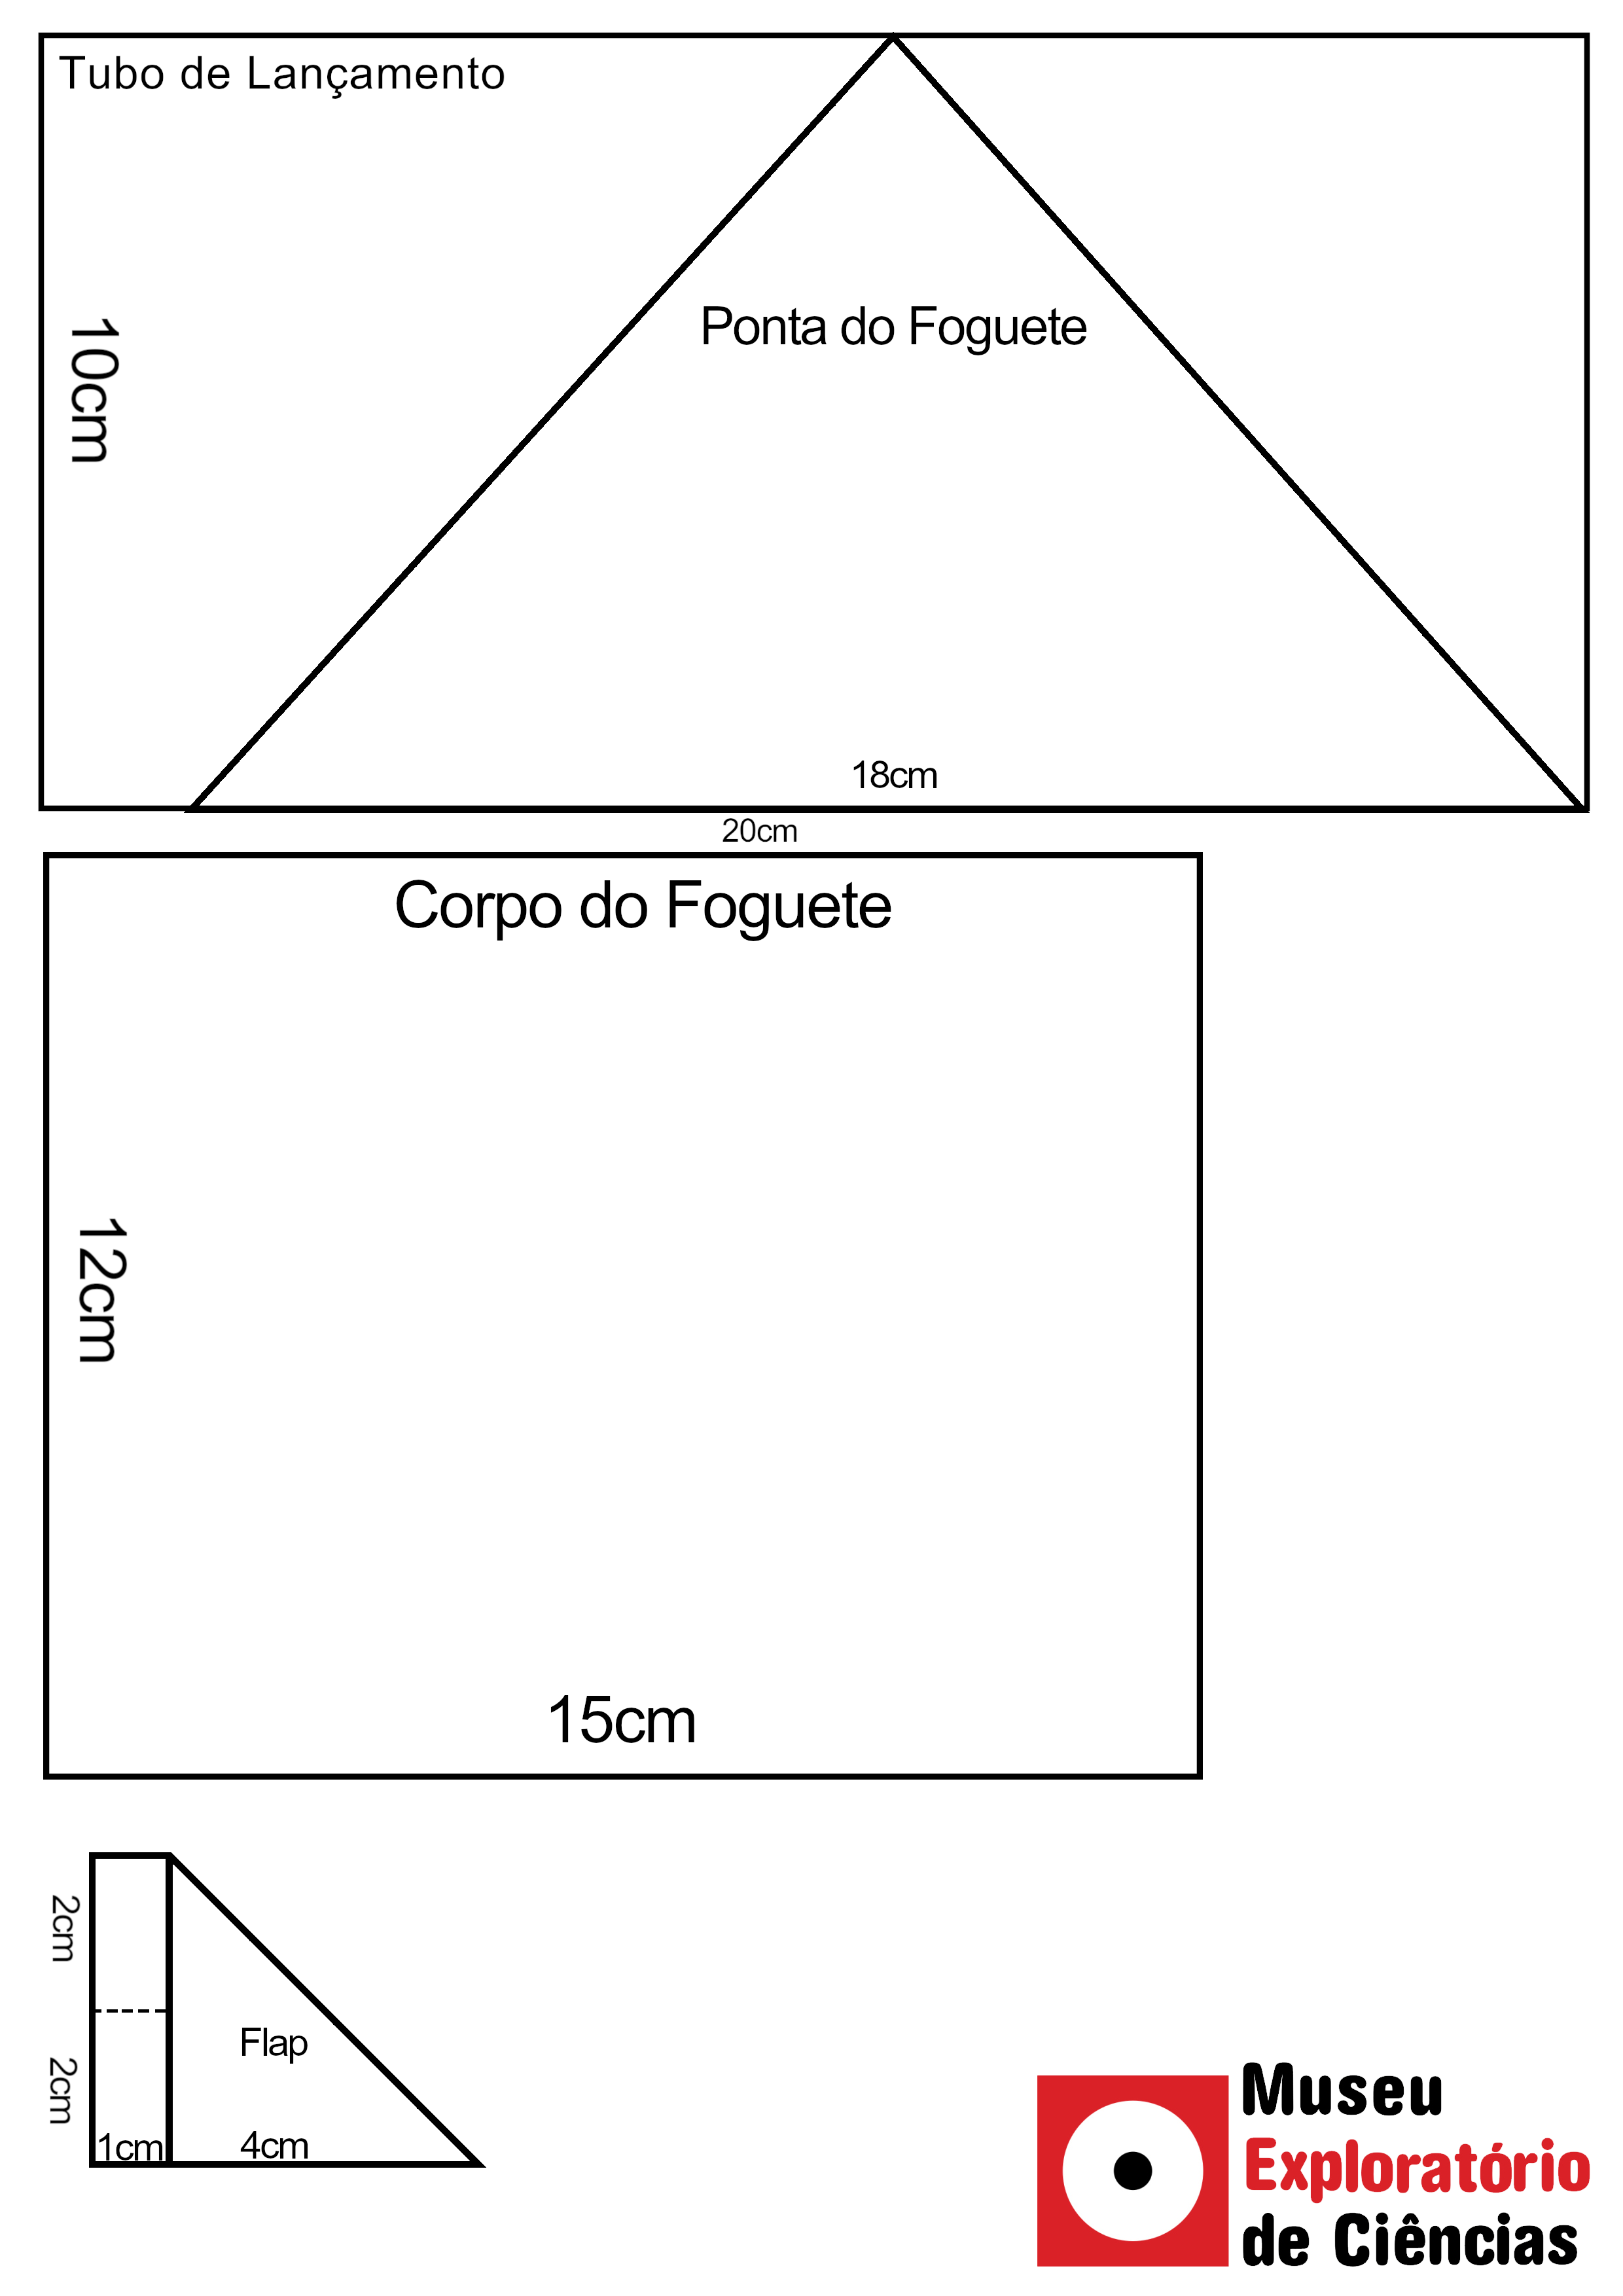 Tubo de Lançamento
Ponta do Foguete
10cm
18cm
20cm
Corpo do Foguete
12cm
15cm
2cm
2cm
Flap
1cm
4cm
Museu
Exploratório
de Ciências